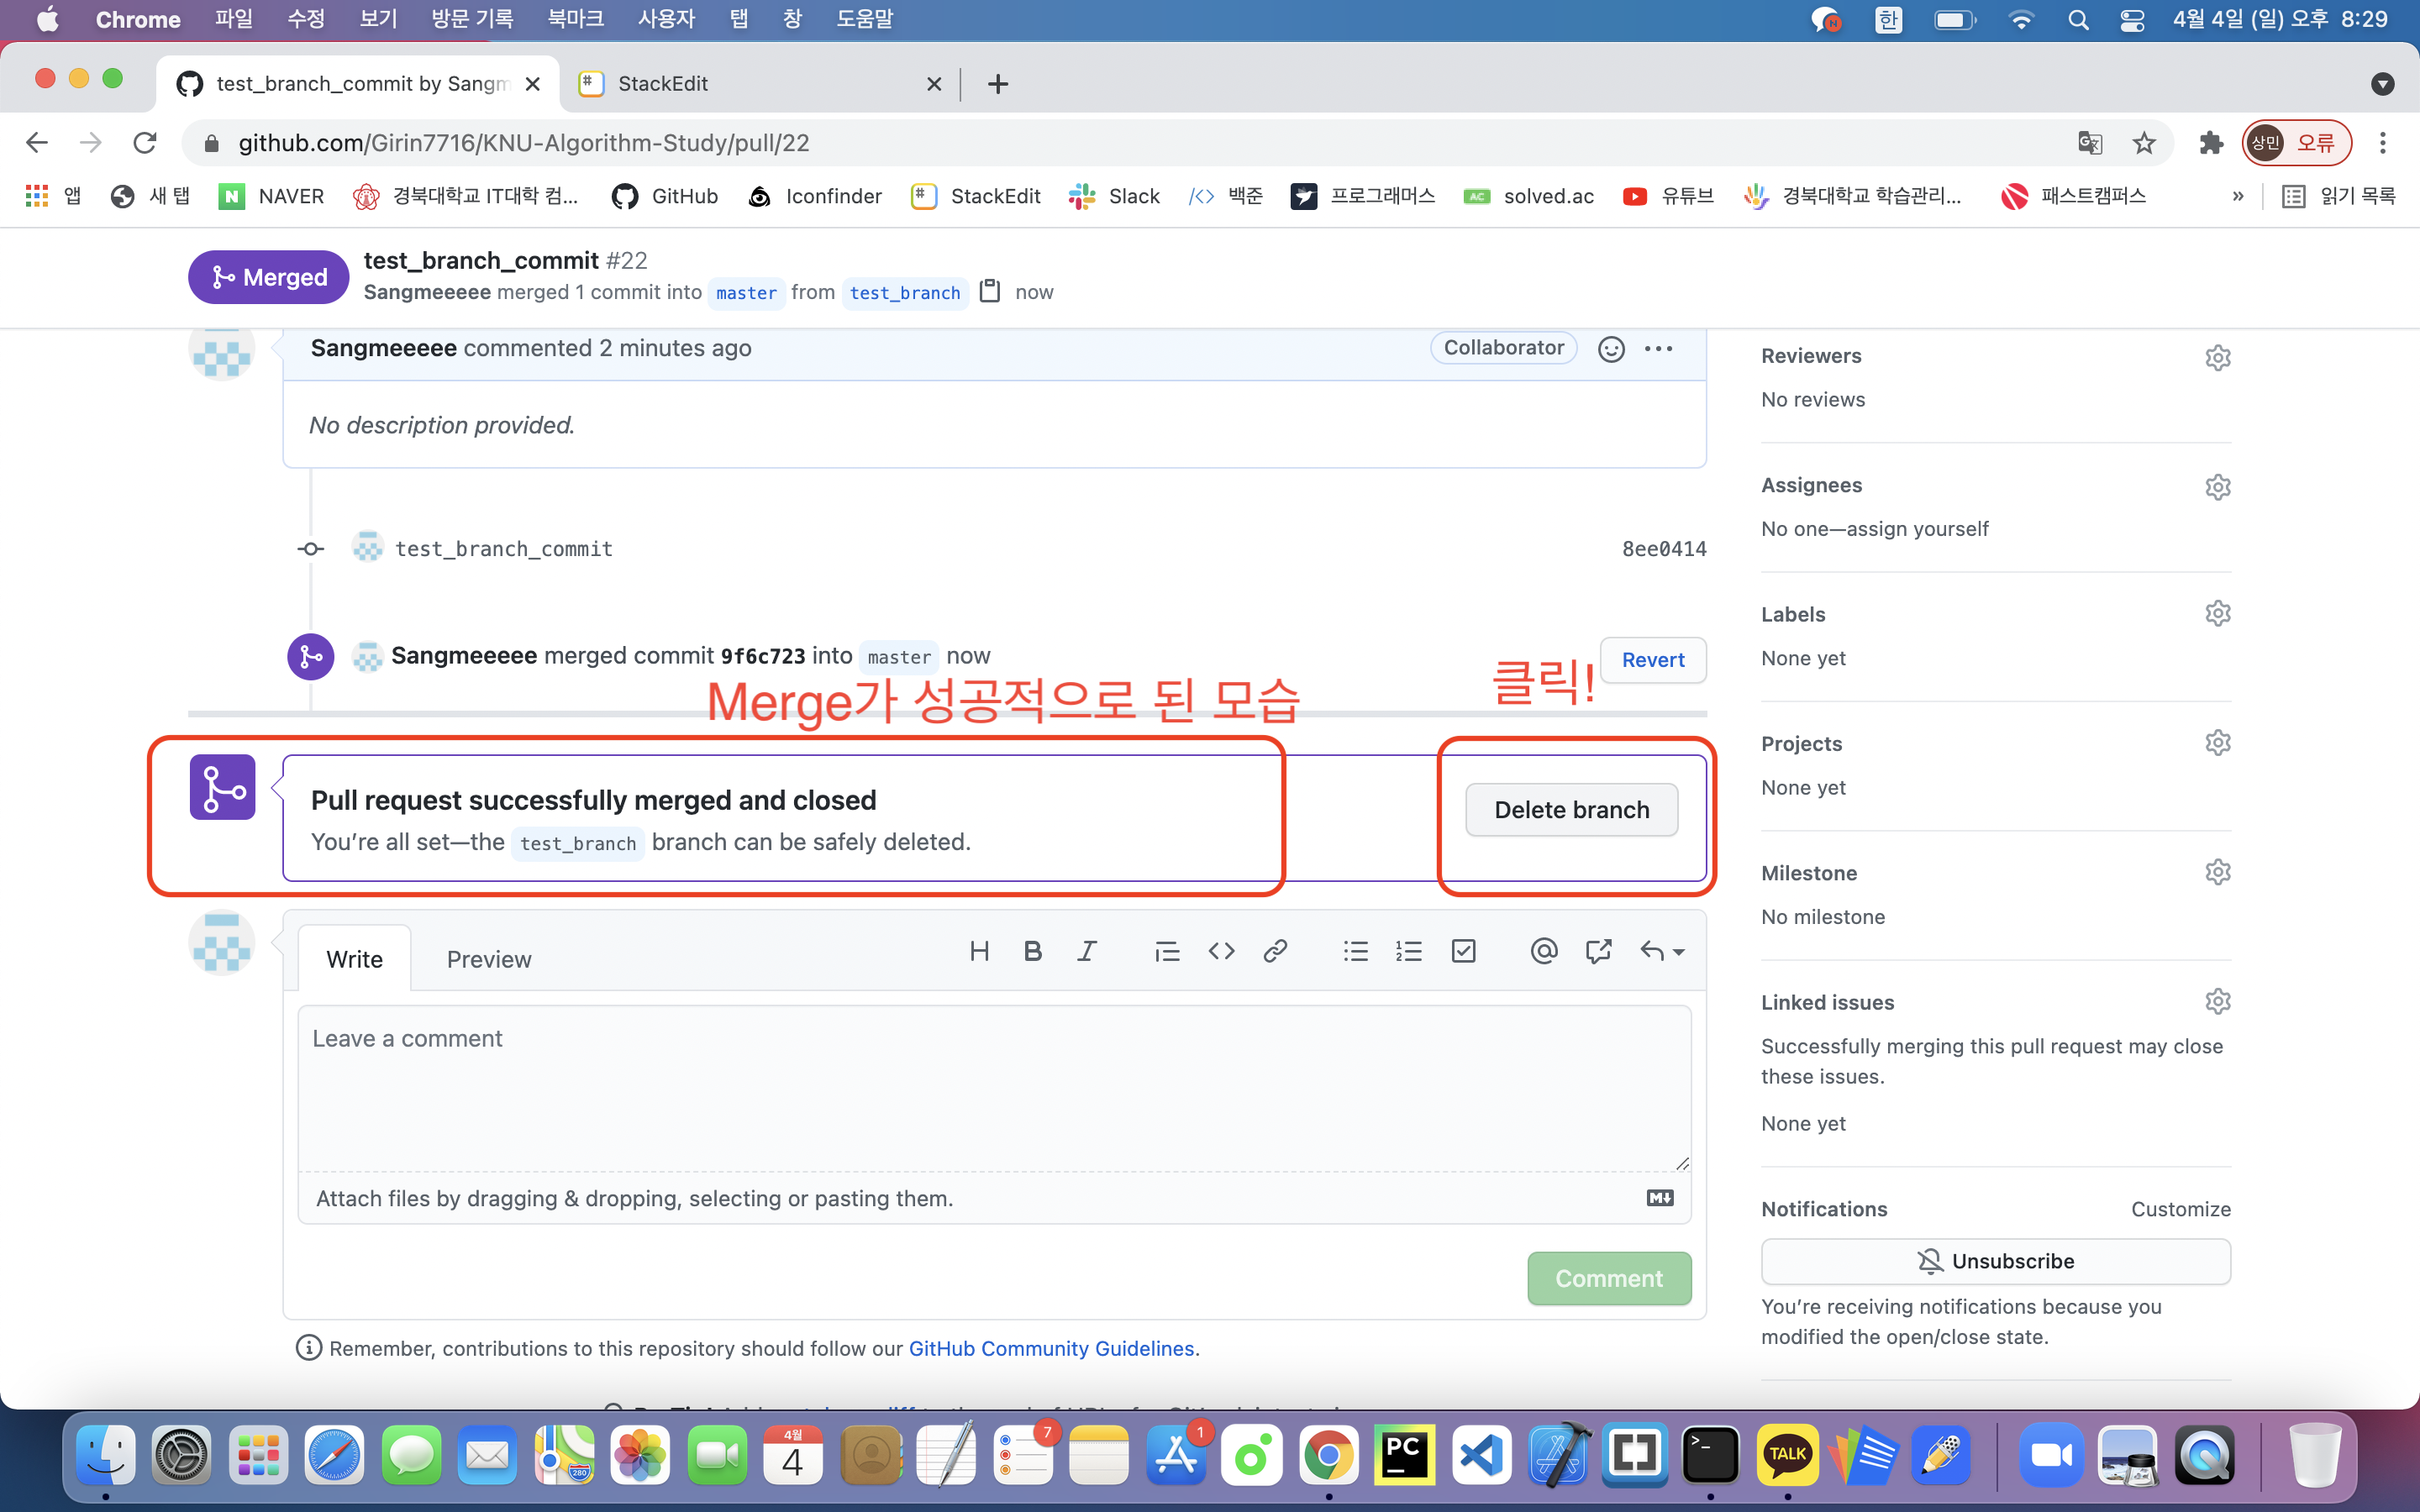 Chrome 파일 수정 보기 방문 기록 북마크 사용자 탭 창 도움말 한 4월 4일 (일) 오후 8:29
test_branch_commit by Sangm StackEdit
github.com/Girin7716/KNU-Algorithm-Study/pull/22 상민 오류
앱 새 탭 NAVER 경북대학교 IT대학 컴... GitHub Iconfinder StackEdit Slack 백준 프로그래머스 solved.ac 유튜브 경북대학교 학습관리... 패스트캠퍼스 » 읽기 목록
Merged
test_branch_commit #22
Sangmeeeee merged 1 commit into master from test_branch now
Sangmeeeee commented 2 minutes ago Collaborator
No description provided.
test_branch_commit 8ee0414
Sangmeeeee merged commit 9f6c723 into master now Revert
Merge가 성공적으로 된 모습 클릭!
Pull request successfully merged and closed
You’re all set—the test_branch branch can be safely deleted.
Delete branch
Write Preview
Leave a comment
Attach files by dragging & dropping, selecting or pasting them.
Comment
Remember, contributions to this repository should follow our GitHub Community Guidelines.
Reviewers
No reviews
Assignees
No one—assign yourself
Labels
None yet
Projects
None yet
Milestone
No milestone
Linked issues
Successfully merging this pull request may close
these issues.
None yet
Notifications Customize
Unsubscribe
You’re receiving notifications because you
modified the open/close state.
4월
4
7
1
PC
TALK
280